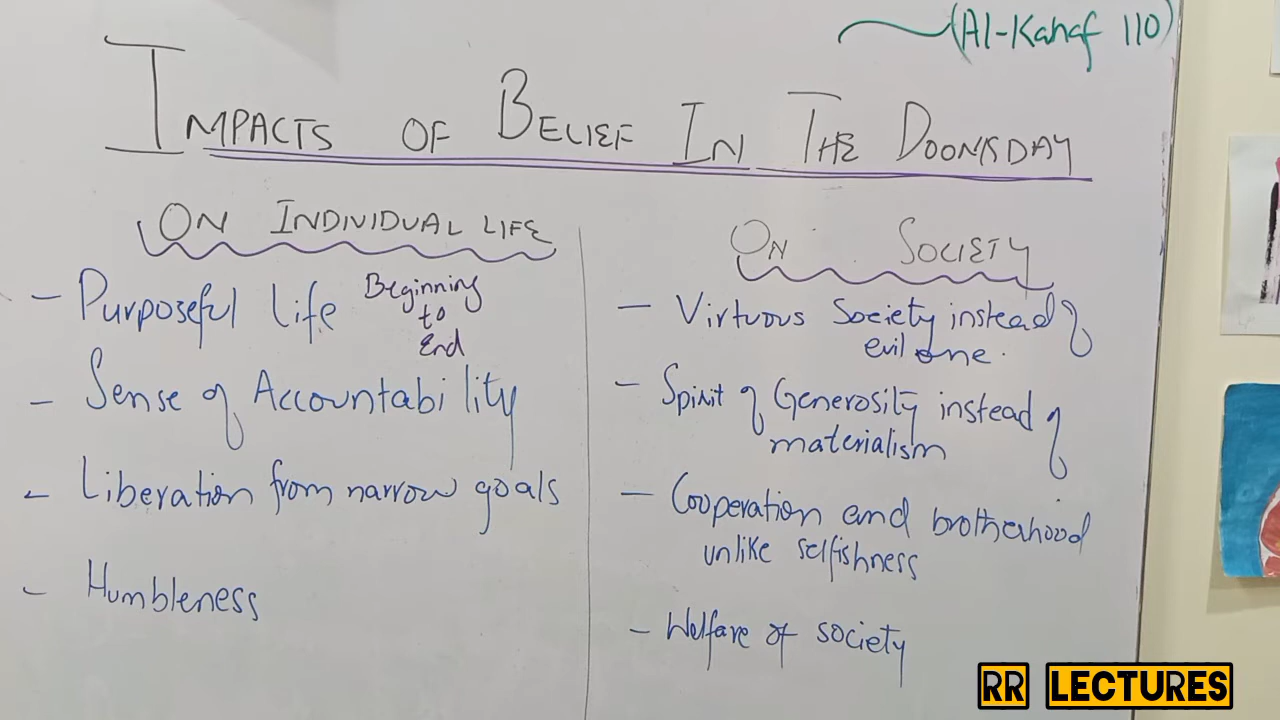 (Al-Kahaf 110)
IMPACTS OF BELIEF IN THE DOOMSDAY
ON INDIVIDUAL LIFE
- Purposeful life Beginning
to
End
- Sense of Accountability
- Liberation from narrow goals
- Humbleness
ON SOCIETY
- Virtuous Society instead of
evil one.
- Spirit of Generosity instead of
materialism
- Cooperation and brotherhood
unlike selfishness
- Welfare of society
RR LECTURES